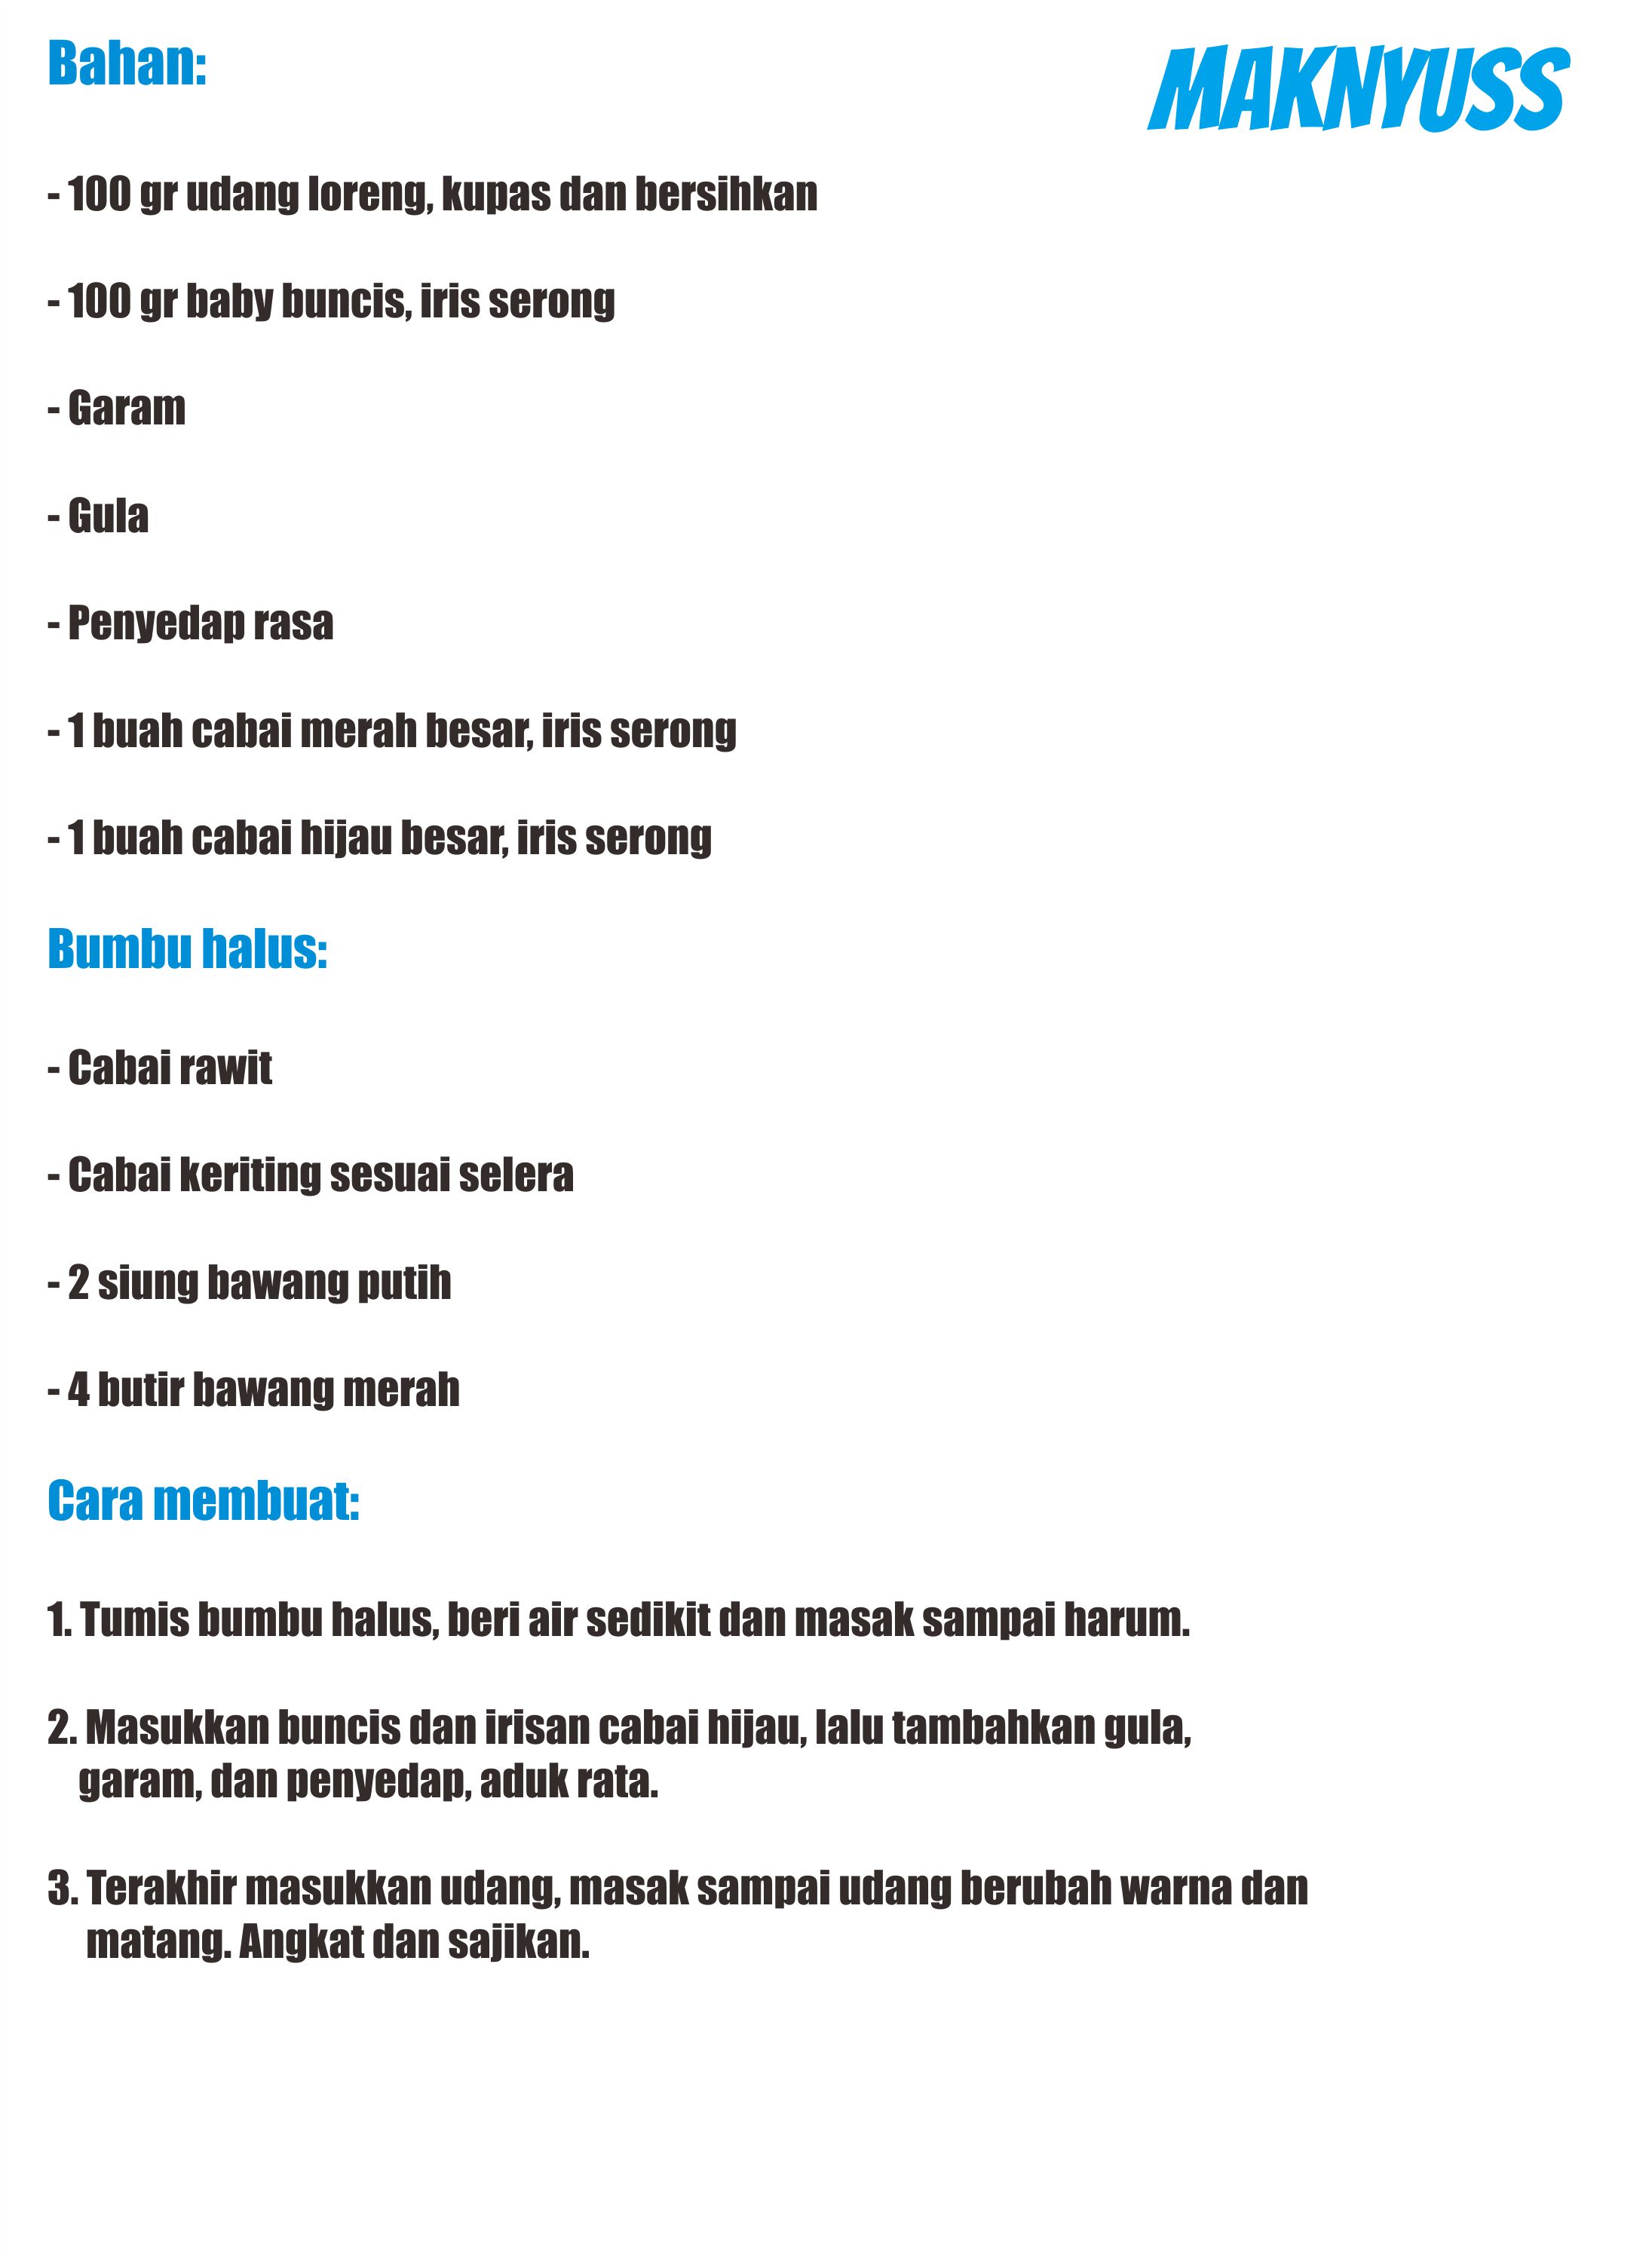 Bahan:
MAKNYUSS
- 100 gr udang loreng, kupas dan bersihkan
- 100 gr baby buncis, iris serong
- Garam
- Gula
- Penyedap rasa
- 1 buah cabai merah besar, iris serong
- 1 buah cabai hijau besar, iris serong
Bumbu halus:
- Cabai rawit
- Cabai keriting sesuai selera
- 2 siung bawang putih
- 4 butir bawang merah
Cara membuat:
1. Tumis bumbu halus, beri air sedikit dan masak sampai harum.
2. Masukkan buncis dan irisan cabai hijau, lalu tambahkan gula,
garam, dan penyedap, aduk rata.
3. Terakhir masukkan udang, masak sampai udang berubah warna dan
matang. Angkat dan sajikan.